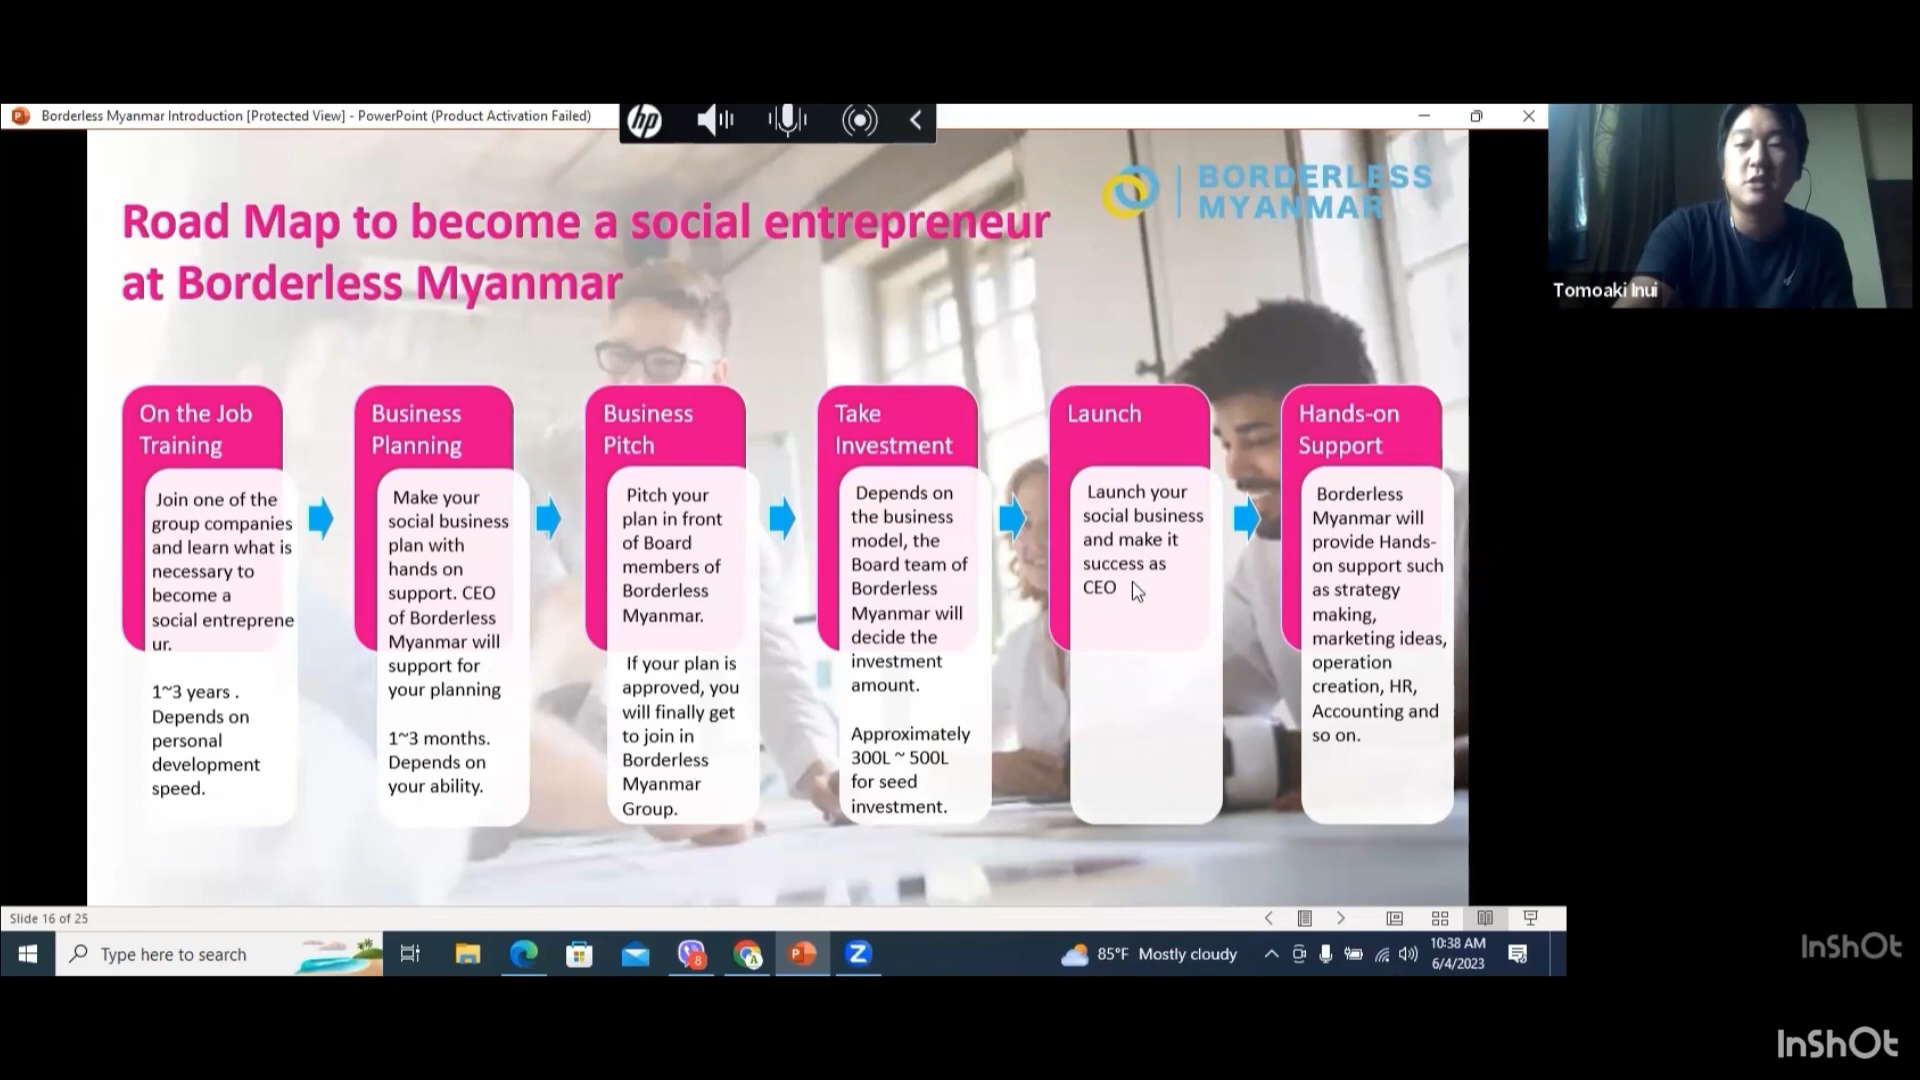 Borderless Myanmar Introduction [Protected View] - PowerPoint (Product Activation Failed)
hp
BORDERLESS
MYANMAR
Road Map to become a social entrepreneur
at Borderless Myanmar
Tomoaki Inui
On the Job
Training
Join one of the
group companies
and learn what is
necessary to
become a
social entreprene
ur.
1~3 years .
Depends on
personal
development
speed.
Business
Planning
Make your
social business
plan with
hands on
support. CEO
of Borderless
Myanmar will
support for
your planning
1~3 months.
Depends on
your ability.
Business
Pitch
Pitch your
plan in front
of Board
members of
Borderless
Myanmar.
If your plan is
approved, you
will finally get
to join in
Borderless
Myanmar
Group.
Take
Investment
Depends on
the business
model, the
Board team of
Borderless
Myanmar will
decide the
investment
amount.
Approximately
300L ~ 500L
for seed
investment.
Launch
Launch your
social business
and make it
success as
CEO
Hands-on
Support
Borderless
Myanmar will
provide Hands-
on support such
as strategy
making,
marketing ideas,
operation
creation, HR,
Accounting and
so on.
Slide 16 of 25
Type here to search
8
A
P
Z
85°F Mostly cloudy
10:38 AM
6/4/2023
InShOt
InShOt